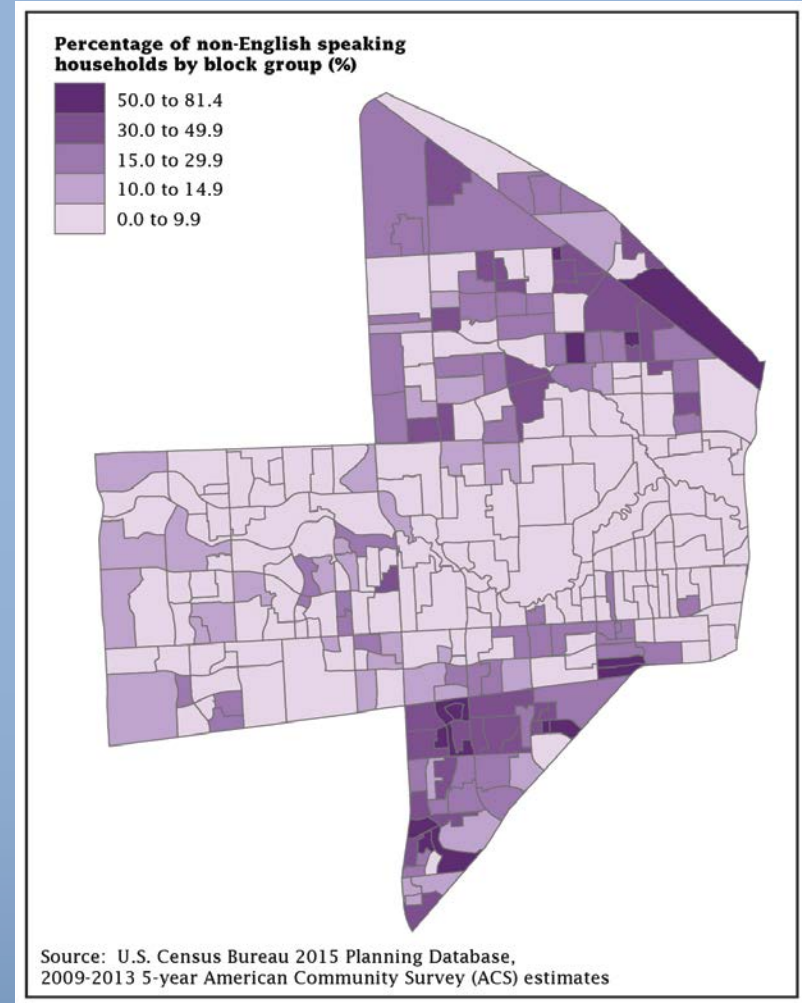 Percentage of non-English speaking
households by block group (%)
50.0 to 81.4
30.0 to 49.9
15.0 to 29.9
10.0 to 14.9
0.0 to 9.9
Source: U.S. Census Bureau 2015 Planning Database,
2009-2013 5-year American Community Survey (ACS) estimates